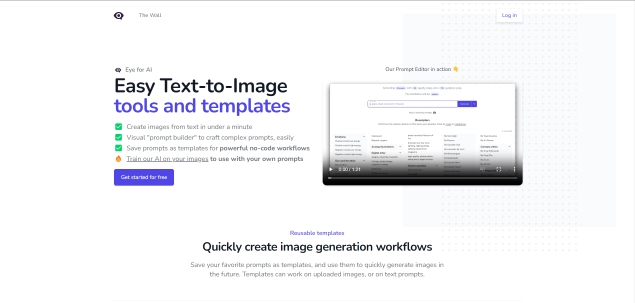 The Wall
Log in
Eye for AI
Easy Text-to-Image
tools and templates
Create images from text in under a minute
Visual "prompt builder" to craft complex prompts, easily
Save prompts as templates for powerful no-code workflows
Train our AI on your images to use with your own prompts
Get started for free
Our Prompt Editor in action 👇
0:00 / 1:21
Reusable templates
Quickly create image generation workflows
Save your favorite prompts as templates, and use them to quickly generate images in
the future. Templates can work on uploaded images, or on text prompts.